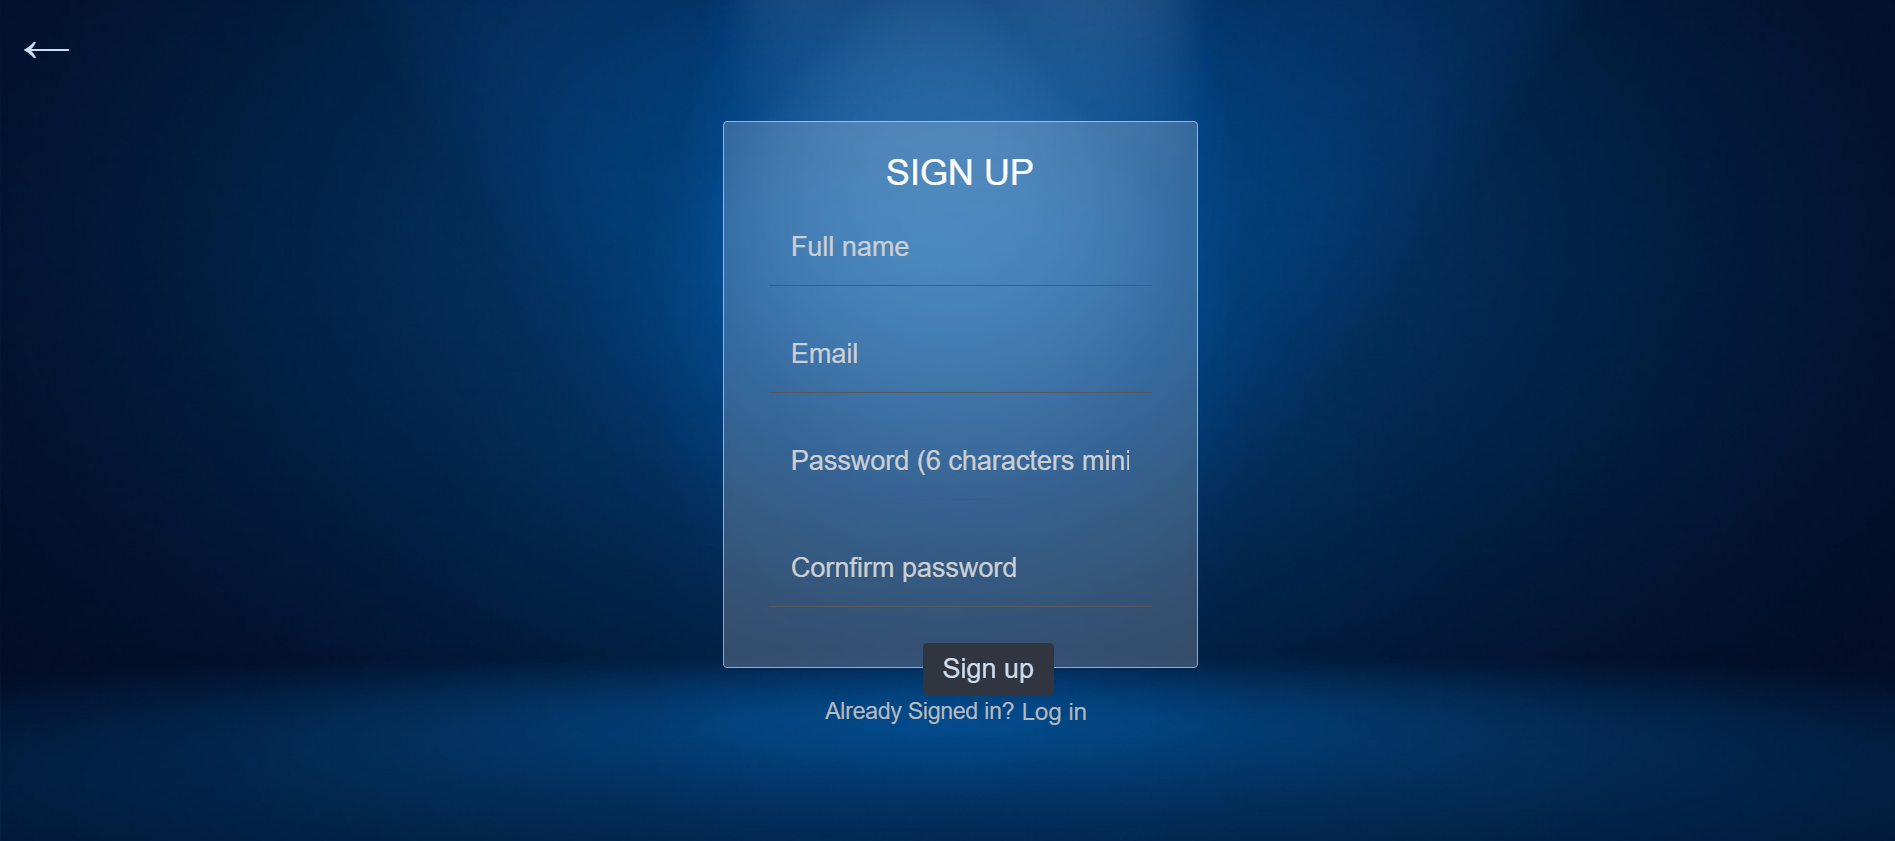 ←
SIGN UP
Full name
Email
Password (6 characters mini
Cornfirm password
Sign up
Already Signed in? Log in